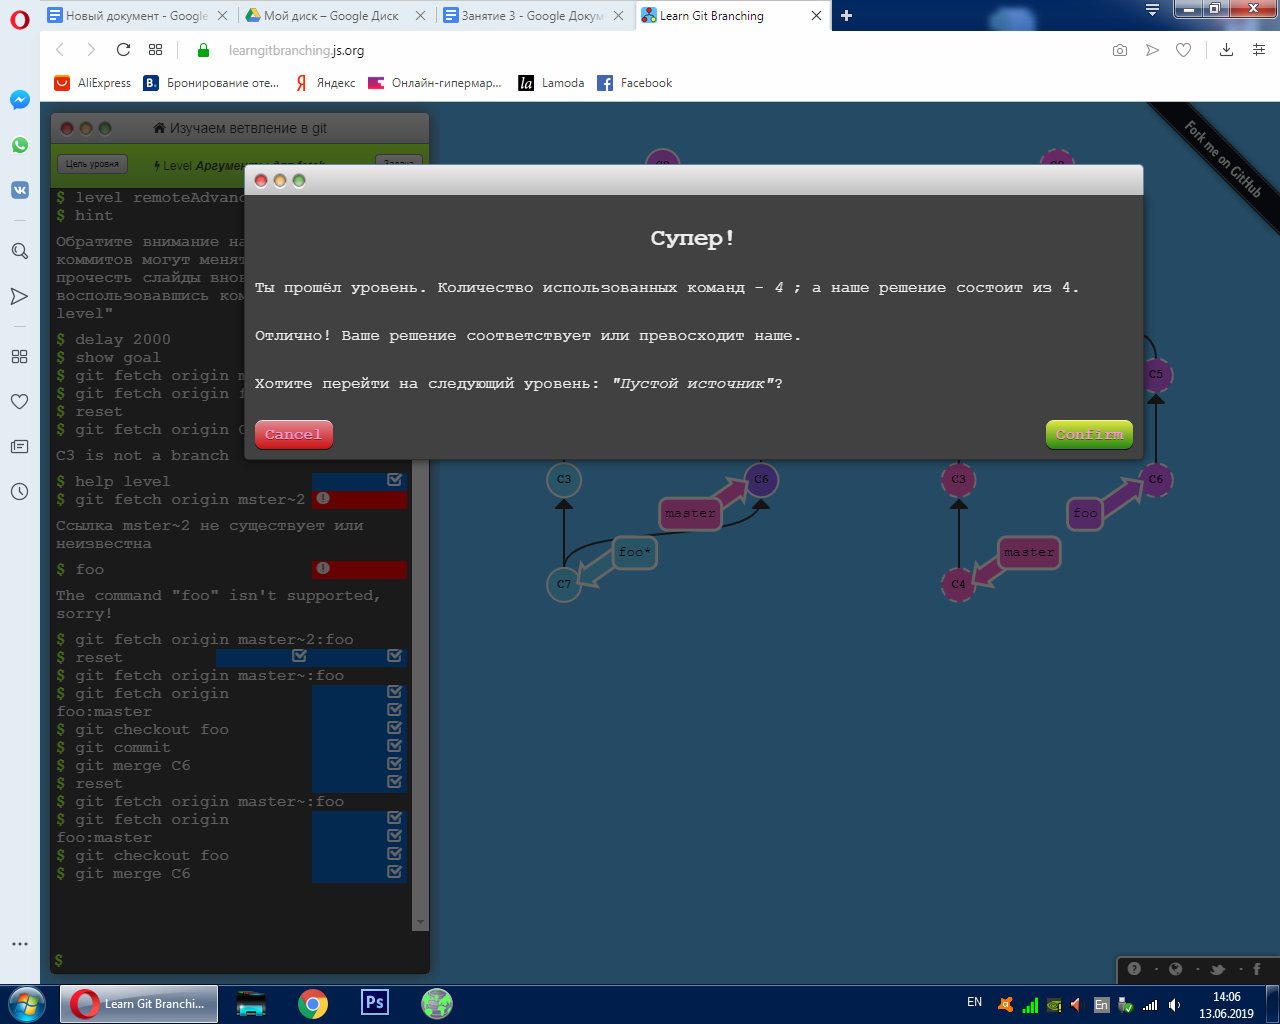 Новый документ - Google
Мой диск – Google Диск
Занятие 3 - Google Докум
Learn Git Branching
learngitbranching.js.org
AliExpress
Бронирование оте...
Яндекс
Онлайн-гипермар...
Lamoda
Facebook
Изучаем ветвление в git
Цель уровня
Level
$ level remoteAdvanc
$ hint
Обратите внимание на
коммитов могут менят
прочесть слайды внов
воспользовавшись ком
level"
$ delay 2000
$ show goal
$ git fetch origin m
$ git fetch origin f
$ reset
$ git fetch origin C
C3 is not a branch
$ help level
$ git fetch origin mster~2
Ссылка mster~2 не существует или
неизвестна
$ foo
The command "foo" isn't supported,
sorry!
$ git fetch origin master~2:foo
$ reset
$ git fetch origin master~:foo
$ git fetch origin
foo:master
$ git checkout foo
$ git commit
$ git merge C6
$ reset
$ git fetch origin master~:foo
$ git fetch origin
foo:master
$ git checkout foo
$ git merge C6
$
Супер!
Ты прошёл уровень. Количество использованных команд – 4 ; а наше решение состоит из 4.
Отлично! Ваше решение соответствует или превосходит наше.
Хотите перейти на следующий уровень: "Пустой источник"?
Cancel
Confirm
C5
C3
C6
master
foo*
C7
C3
C6
foo
master
C4
Fork me on GitHub
Learn Git Branchi...
Ps
EN
En
14:06
13.06.2019